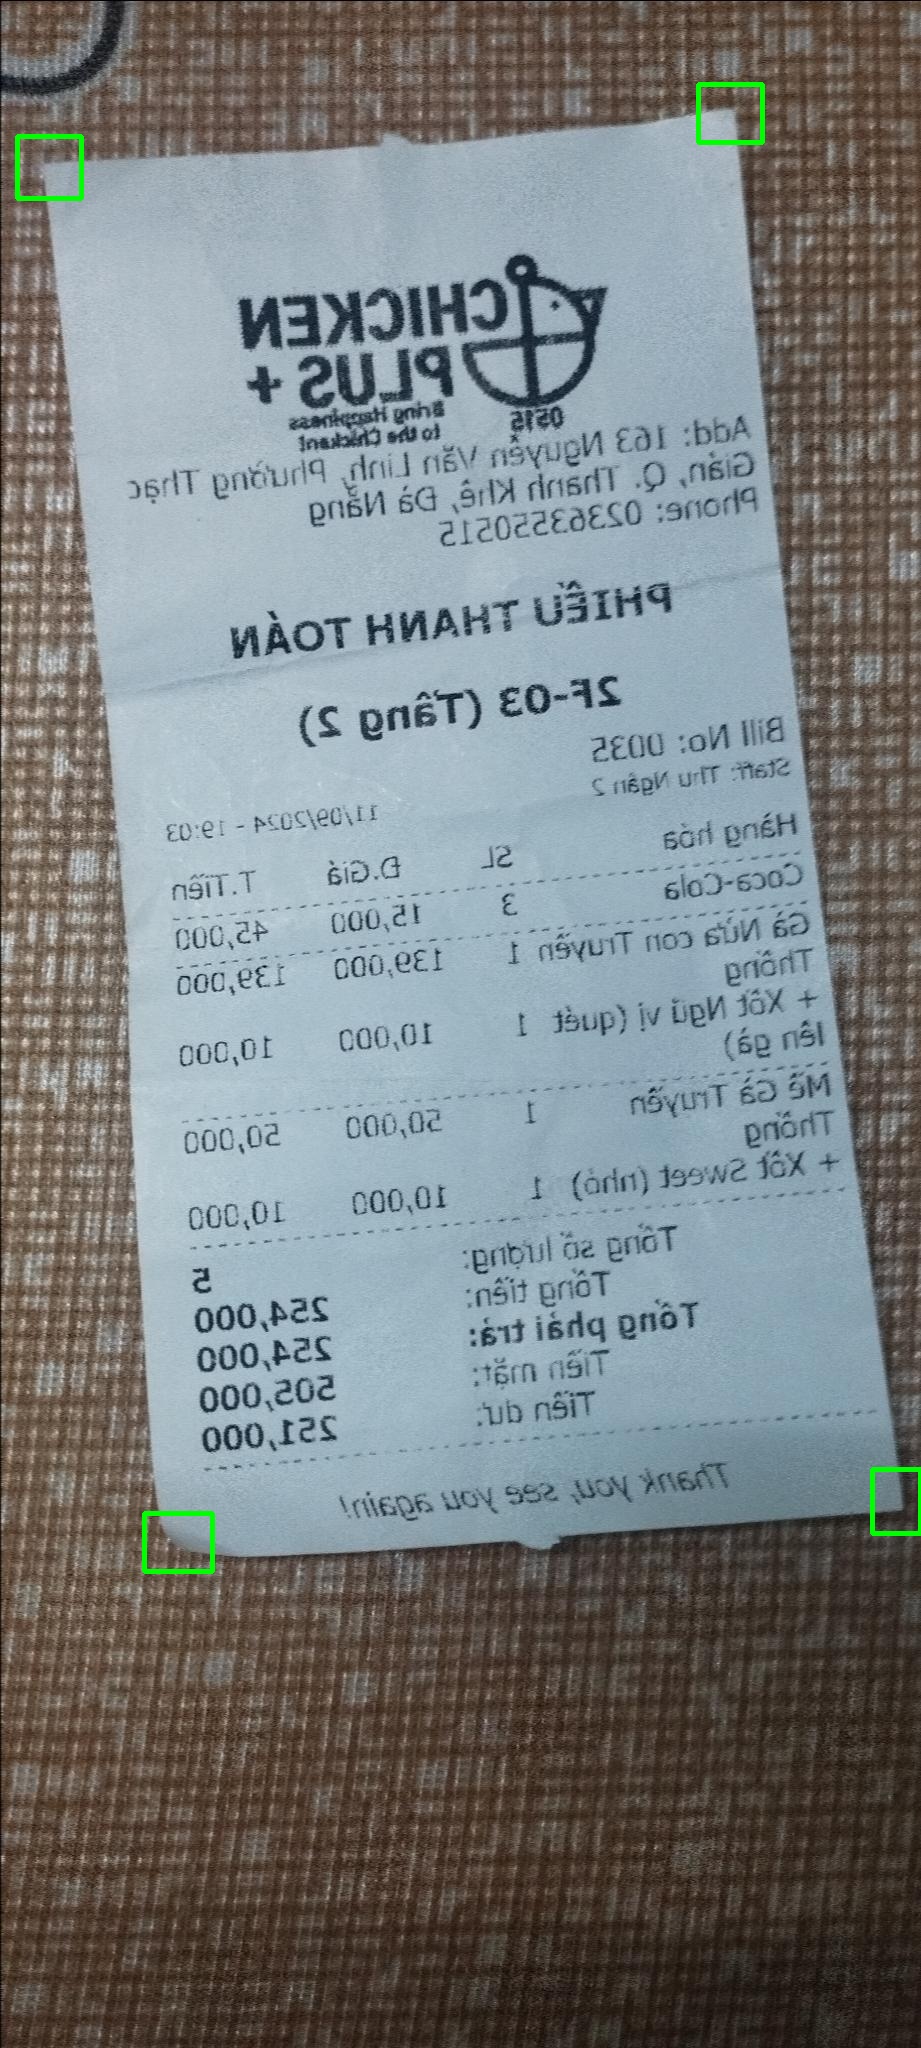 CHICKEN
PLUS +
Bring Happiness
to the Chicken!
0515
Add: 163 Nguyễn Văn Linh, Phường Thạc
Gián, Q. Thanh Khê, Đà Nẵng
Phone: 02363550515
PHIẾU THANH TOÁN
2F-03 (Tầng 2)
Bill No: 0035
Staff: Thu Ngân 2
11/09/2024 - 19:03
Hàng hóa SL Đ.Giá T.Tiền
Coca-Cola 3 15,000 45,000
Gà Nửa con Truyền 1 139,000 139,000
Thống
+ Xốt Ngũ vị (quét 1 10,000 10,000
lên gà)
Mề Gà Truyền 1 50,000 50,000
Thống
+ Xốt Sweet (nhỏ) 1 10,000 10,000
Tổng số lượng: 5
Tổng tiền: 254,000
Tổng phải trả: 254,000
Tiền mặt: 505,000
Tiền dư: 251,000
Thank you, see you again!